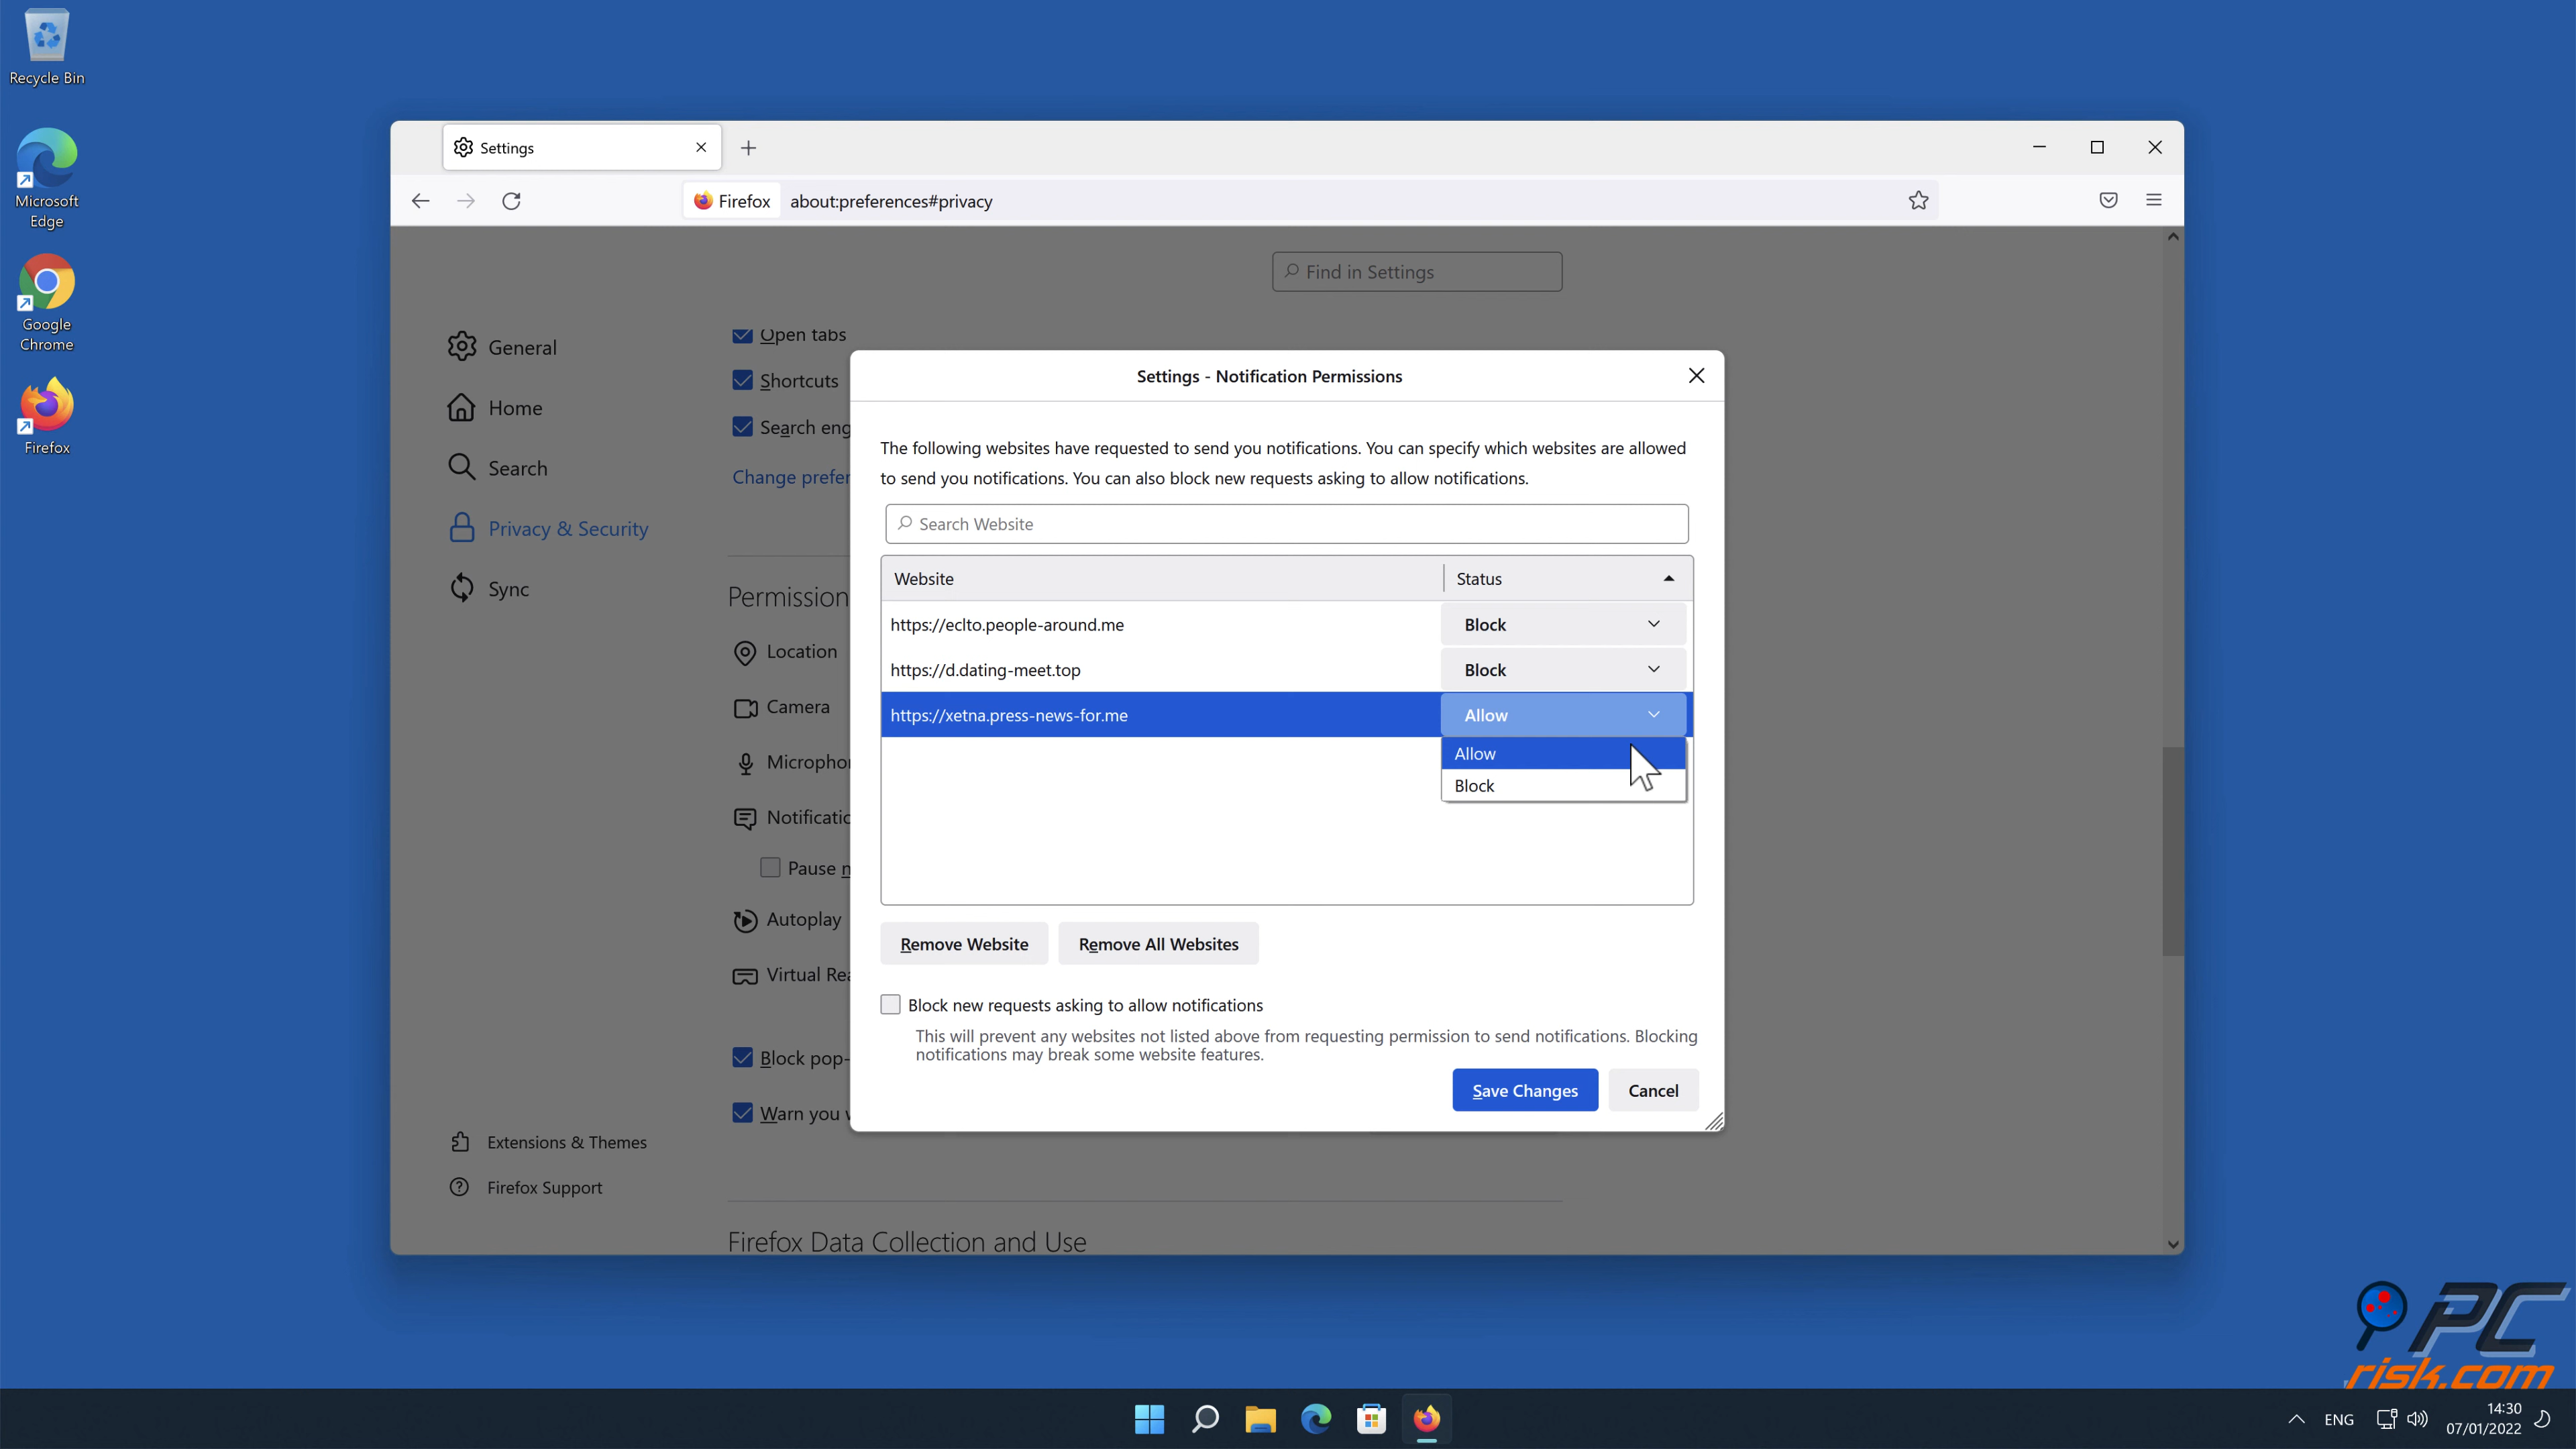 Recycle Bin
Microsoft
Edge
Google
Chrome
Firefox
Settings
Firefox about:preferences#privacy
Find in Settings
General
Home
Search
Privacy & Security
Sync
Extensions & Themes
Firefox Support
Open tabs
Shortcuts
Search eng
Change prefer
Permission
Location
Camera
Microphon
Notificatio
Pause n
Autoplay
Virtual Rea
Block pop-
Warn you w
Firefox Data Collection and Use
Settings - Notification Permissions
The following websites have requested to send you notifications. You can specify which websites are allowed
to send you notifications. You can also block new requests asking to allow notifications.
Search Website
Website Status
https://eclto.people-around.me Block
https://d.dating-meet.top Block
https://xetna.press-news-for.me Allow
Allow
Block
Remove Website Remove All Websites
Block new requests asking to allow notifications
This will prevent any websites not listed above from requesting permission to send notifications. Blocking
notifications may break some website features.
Save Changes Cancel
PC
risk.com
ENG
14:30
07/01/2022